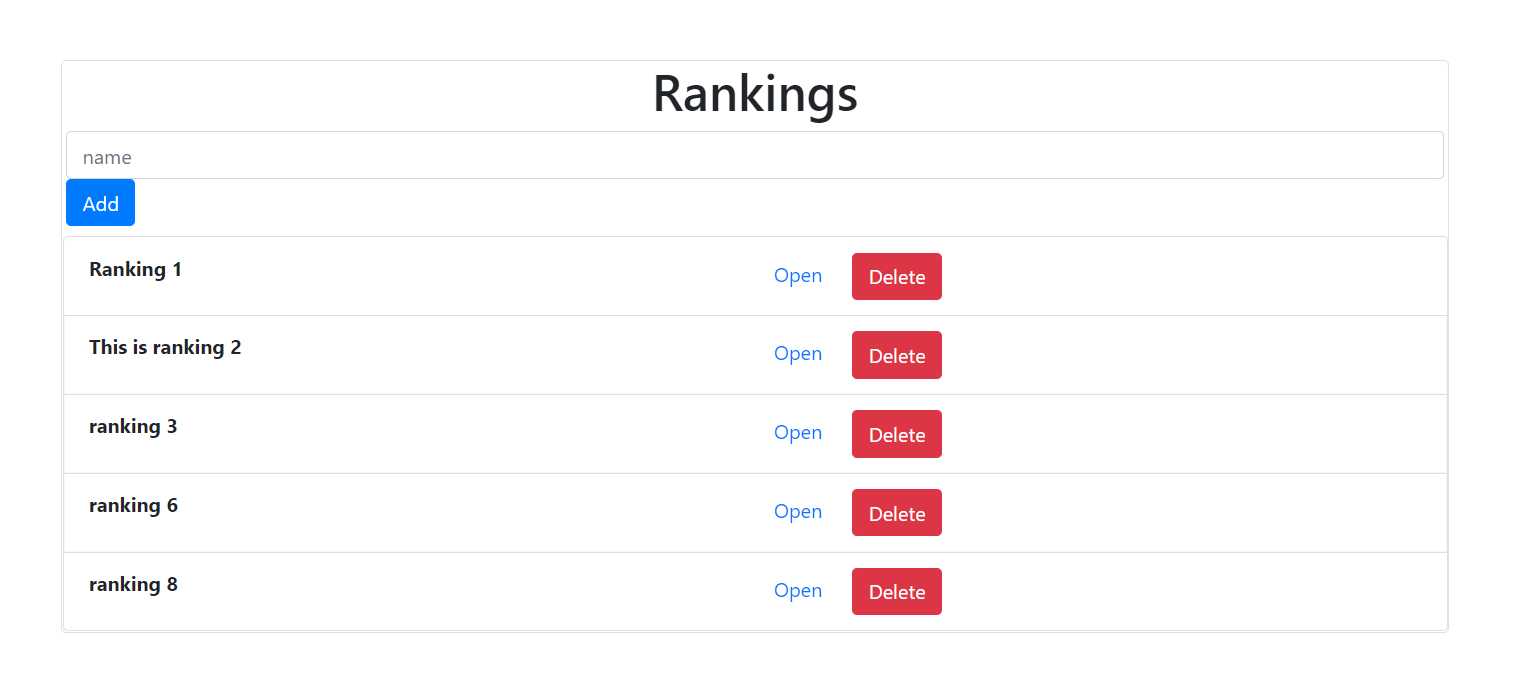 Rankings
name
Add
Ranking 1 Open Delete
This is ranking 2 Open Delete
ranking 3 Open Delete
ranking 6 Open Delete
ranking 8 Open Delete